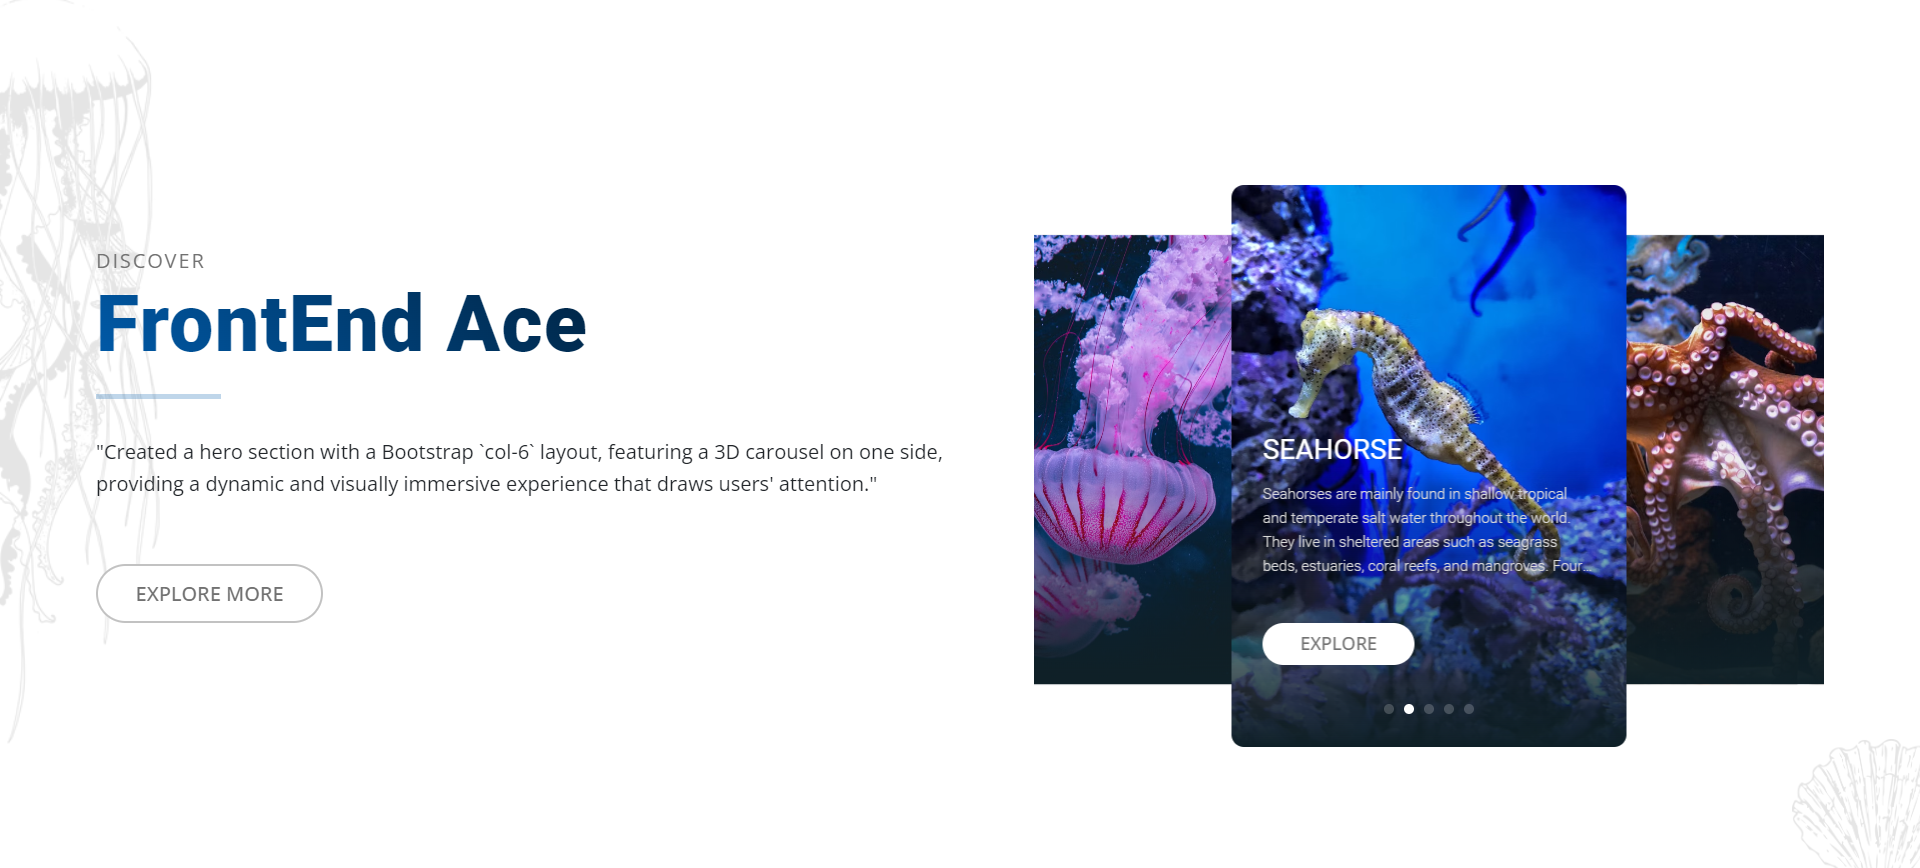 DISCOVER
FrontEnd Ace
"Created a hero section with a Bootstrap `col-6` layout, featuring a 3D carousel on one side,
providing a dynamic and visually immersive experience that draws users' attention."
EXPLORE MORE
SEAHORSE
Seahorses are mainly found in shallow tropical
and temperate salt water throughout the world.
They live in sheltered areas such as seagrass
beds, estuaries, coral reefs, and mangroves. Four...
EXPLORE